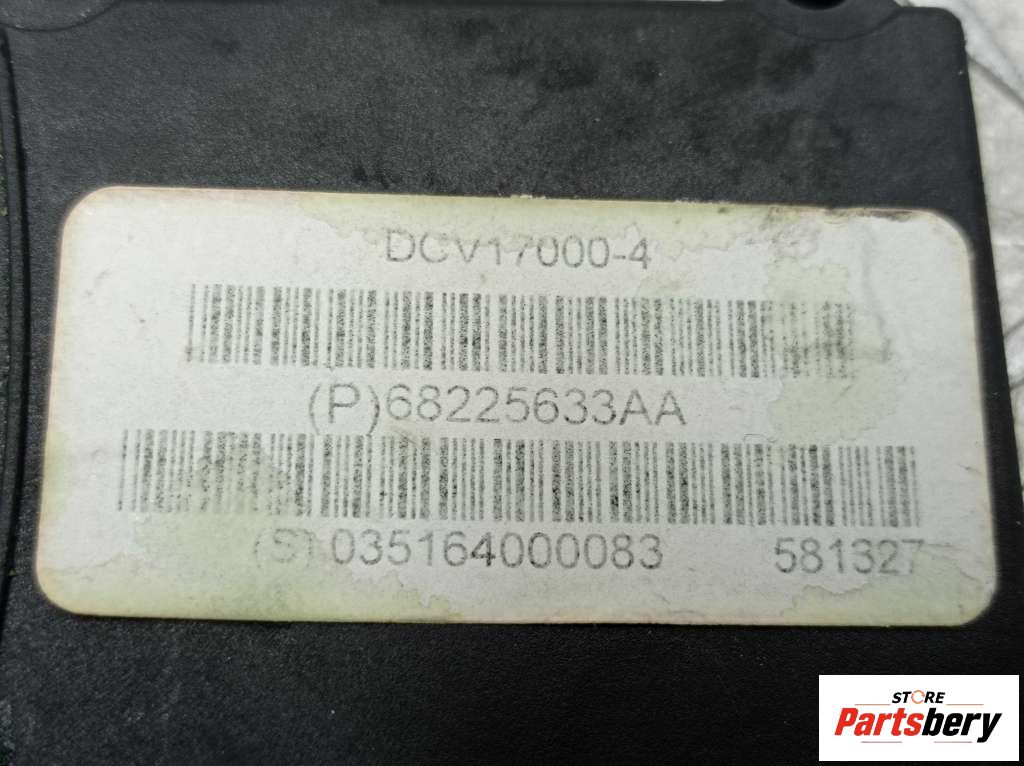 DCV17000-4
(P)68225633AA
(S) 035164000083 581327
STORE
Partsbery